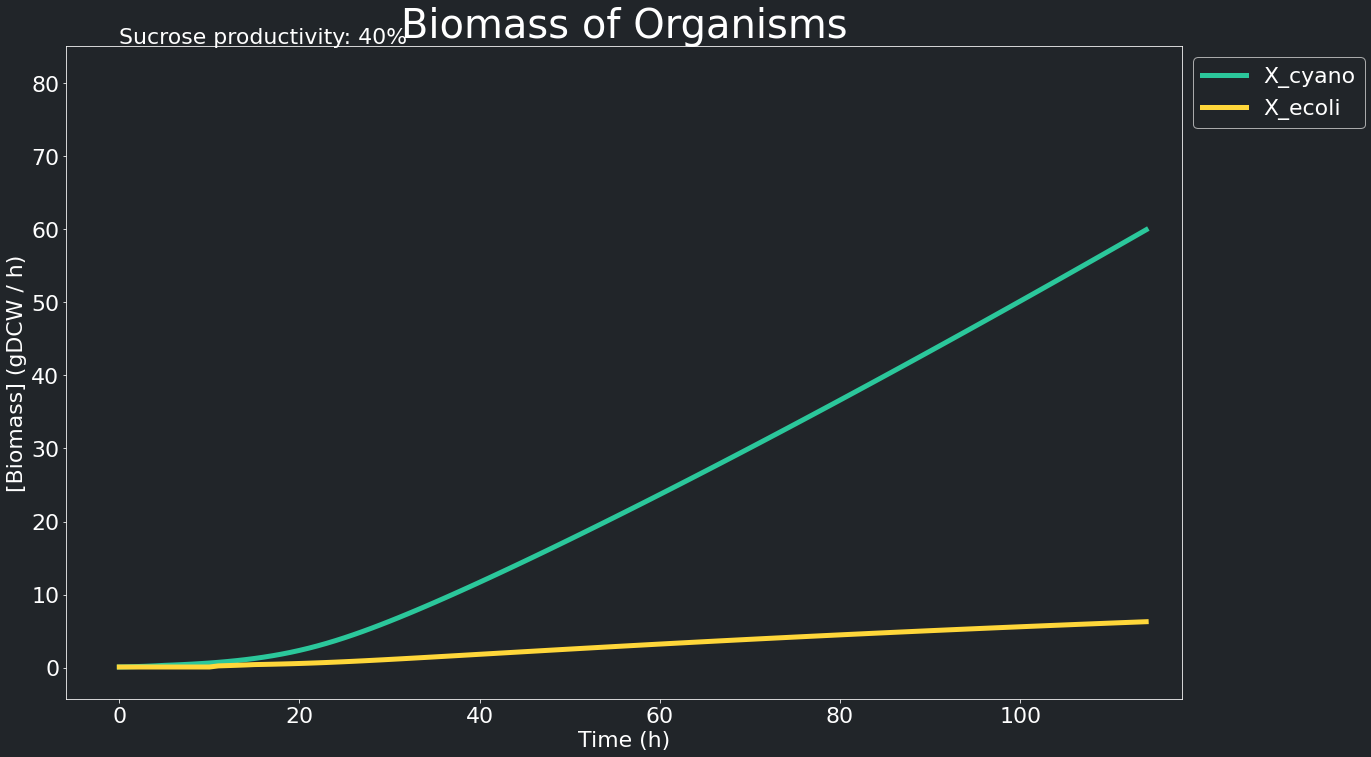 Biomass of Organisms
Sucrose productivity: 40%
X_cyano
X_ecoli
[Biomass] (gDCW / h)
80
70
60
50
40
30
20
10
0
0 20 40 60 80 100
Time (h)